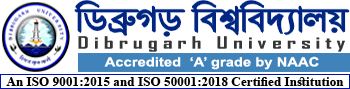 ডিব্ৰুগড় বিশ্ববিদ্যালয়
Dibrugarh University
Accredited 'A' grade by NAAC
An ISO 9001:2015 and ISO 50001:2018 Certified Institution